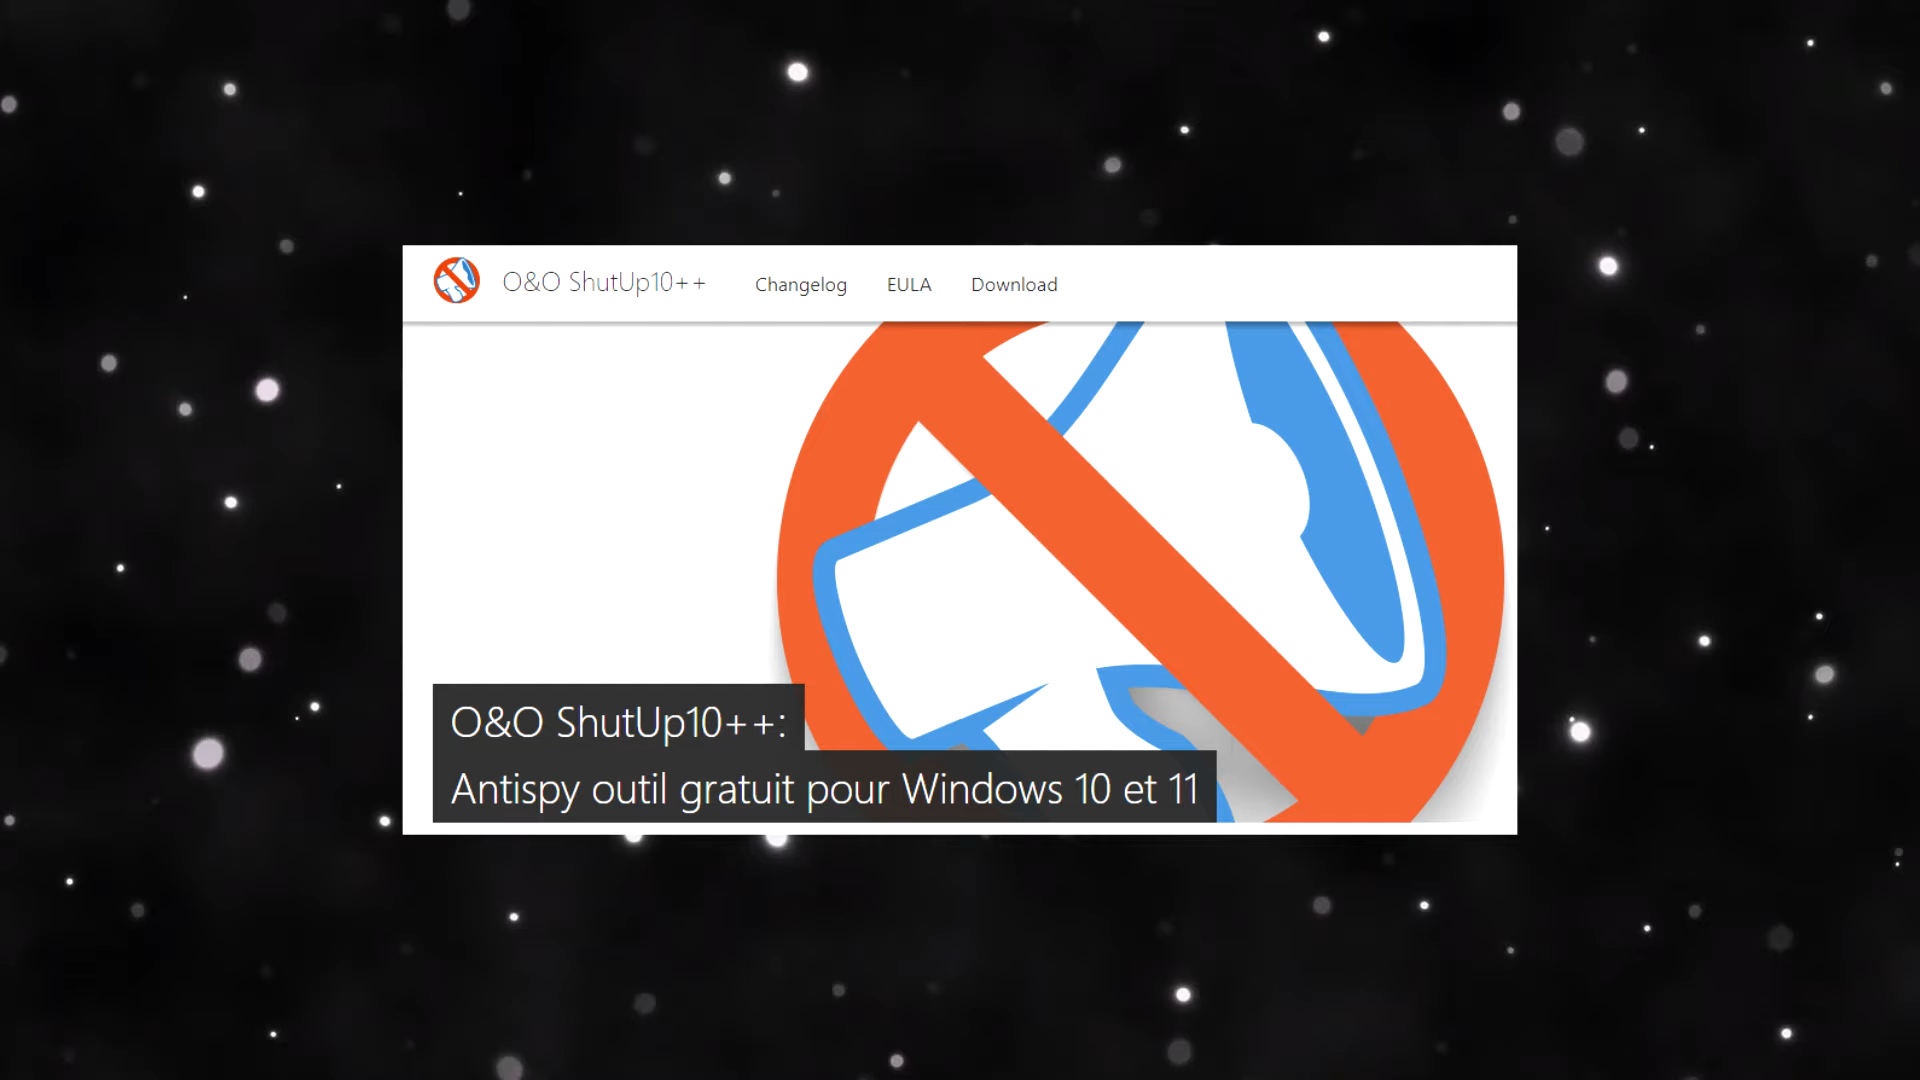 O&O ShutUp10++ Changelog EULA Download
O&O ShutUp10++:
Antispy outil gratuit pour Windows 10 et 11